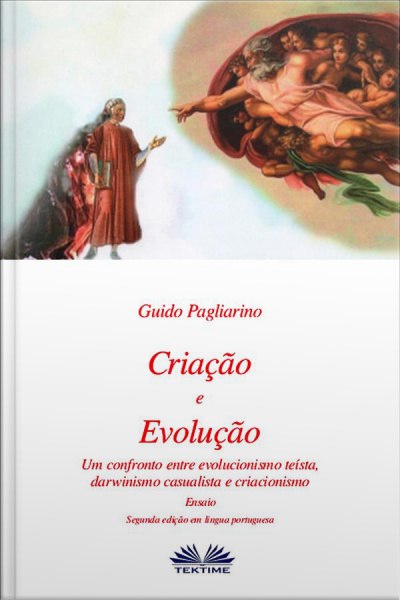 Guido Pagliarino
Criação
e
Evolução
Um confronto entre evolucionismo teísta,
darwinismo casualista e criacionismo
Ensaio
Segunda edição em língua portuguesa
TEKTIME